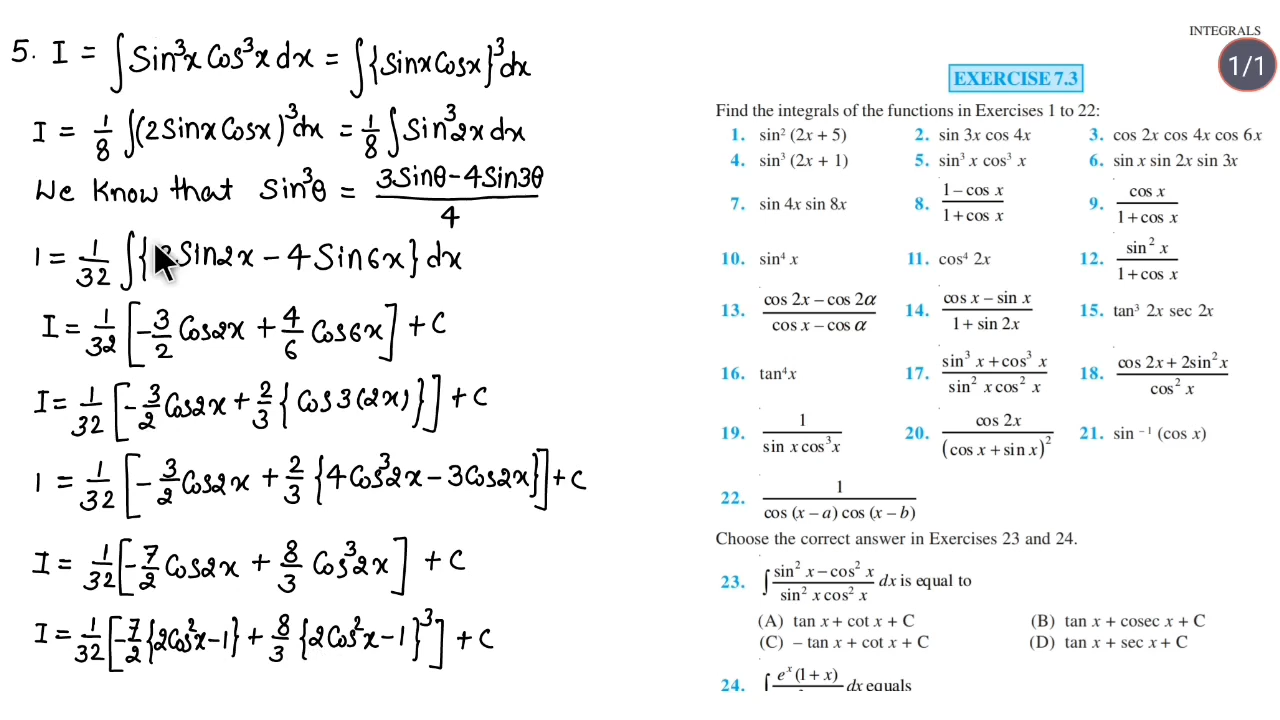 5. I = ∫ Sin³x Cos³x dx = ∫{Sinx Cosx}³dx
I = 1/8 ∫(2Sinx Cosx)³dx = 1/8 ∫ Sin³2x dx
We know that Sin³θ = (3Sinθ - 4Sin3θ)/4
I = 1/32 ∫{ Sin2x - 4 Sin6x} dx
I = 1/32 [-3/2 Cos2x + 4/6 Cos6x] + C
I = 1/32 [-3/2 Cos2x + 2/3 {Cos3(2x)}] + C
I = 1/32 [-3/2 Cos2x + 2/3 {4Cos³2x - 3Cos2x}] + C
I = 1/32 [-7/2 Cos2x + 8/3 Cos³2x] + C
I = 1/32 [-7/2 {2Cos²x-1} + 8/3 {2Cos²x-1}³] + C
INTEGRALS
1/1
EXERCISE 7.3
Find the integrals of the functions in Exercises 1 to 22:
1. sin² (2x + 5) 2. sin 3x cos 4x 3. cos 2x cos 4x cos 6x
4. sin³ (2x + 1) 5. sin³ x cos³ x 6. sin x sin 2x sin 3x
7. sin 4x sin 8x 8. (1 – cos x)/(1 + cos x) 9. cos x/(1 + cos x)
10. sin⁴ x 11. cos⁴ 2x 12. sin² x/(1 + cos x)
13. (cos 2x – cos 2α)/(cos x – cos α) 14. (cos x – sin x)/(1 + sin 2x) 15. tan³ 2x sec 2x
16. tan⁴x 17. (sin³ x + cos³ x)/(sin² x cos² x) 18. (cos 2x + 2sin² x)/cos² x
19. 1/(sin x cos³x) 20. cos 2x/(cos x + sin x)² 21. sin⁻¹ (cos x)
22. 1/(cos (x – a) cos (x – b))
Choose the correct answer in Exercises 23 and 24.
23. ∫ (sin² x – cos² x)/(sin² x cos² x) dx is equal to
(A) tan x + cot x + C (B) tan x + cosec x + C
(C) – tan x + cot x + C (D) tan x + sec x + C
24. ∫ eˣ (1 + x) dx equals